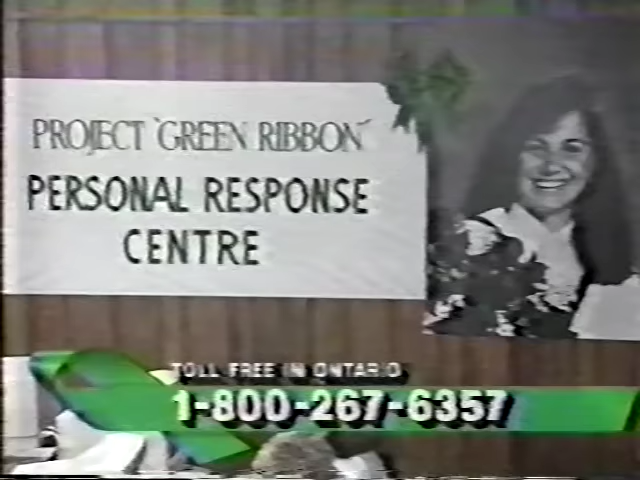 PROJECT 'GREEN RIBBON'
PERSONAL RESPONSE
CENTRE
TOLL FREE IN ONTARIO
1-800-267-6357